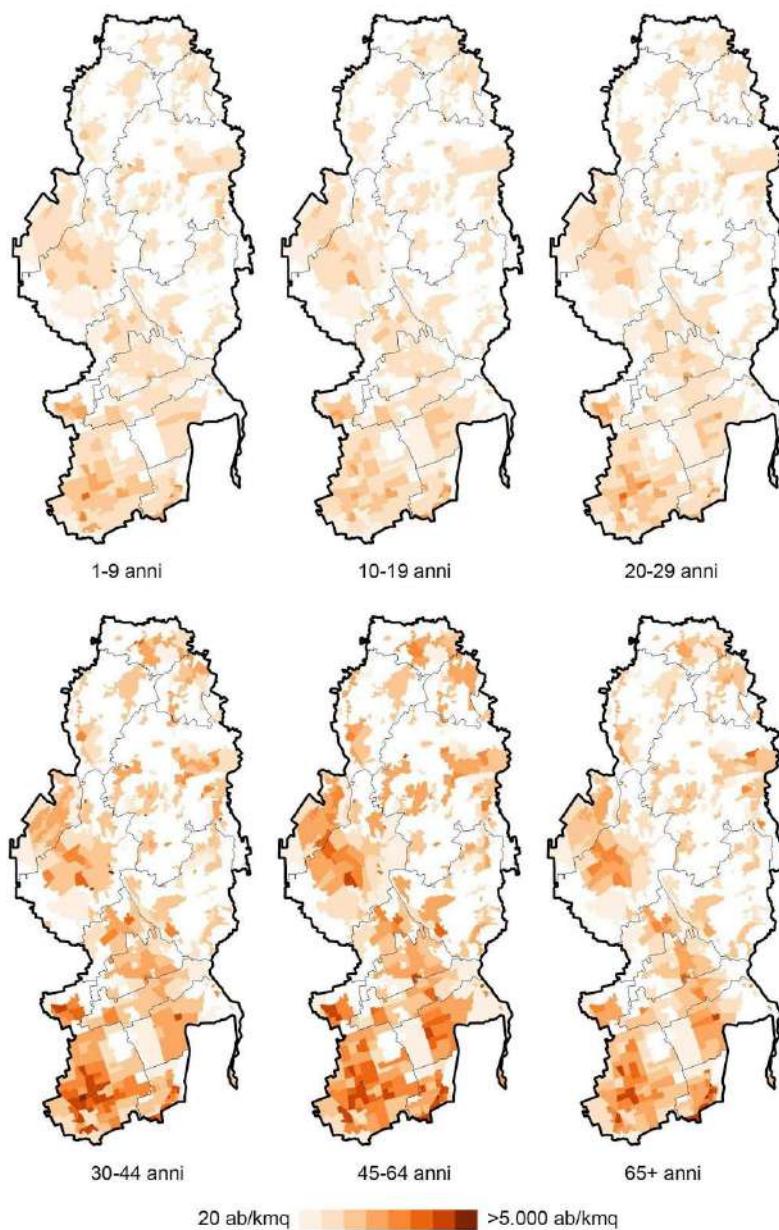 1-9 anni
10-19 anni
20-29 anni
30-44 anni
45-64 anni
65+ anni
20 ab/kmq
>5.000 ab/kmq